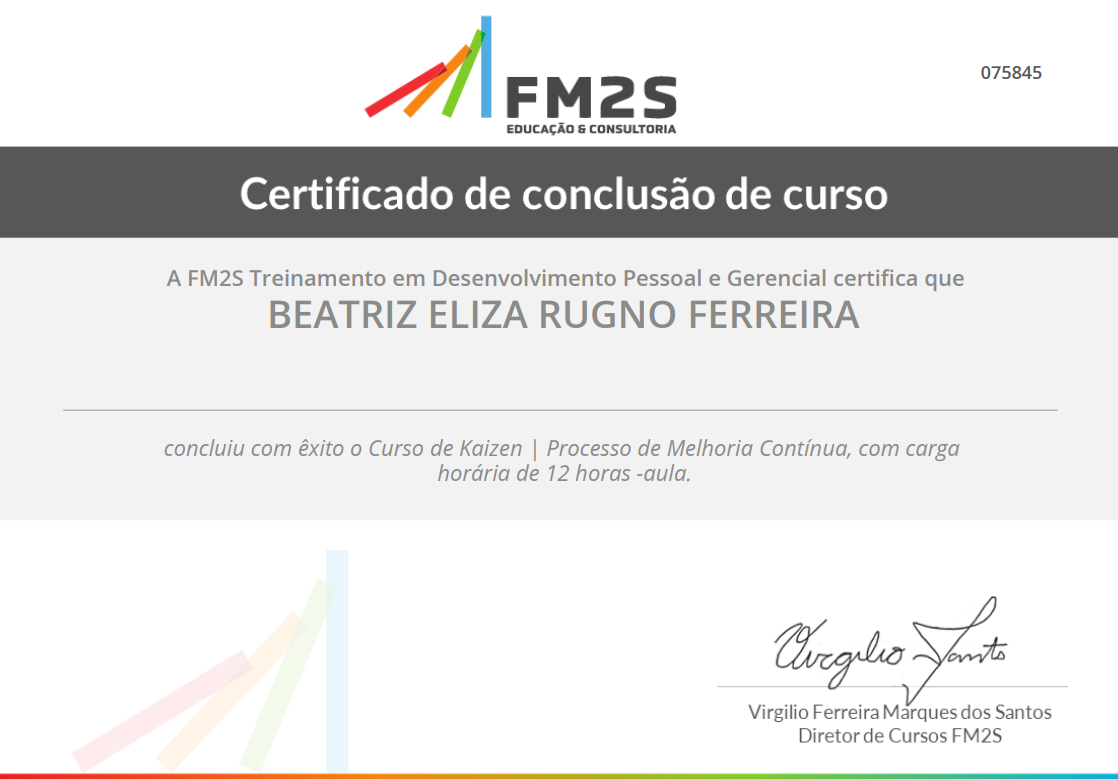 FM2S
EDUCAÇÃO & CONSULTORIA
075845
Certificado de conclusão de curso
A FM2S Treinamento em Desenvolvimento Pessoal e Gerencial certifica que
BEATRIZ ELIZA RUGNO FERREIRA
concluiu com êxito o Curso de Kaizen | Processo de Melhoria Contínua, com carga
horária de 12 horas -aula.
Virgilio Santo
Virgilio Ferreira Marques dos Santos
Diretor de Cursos FM2S